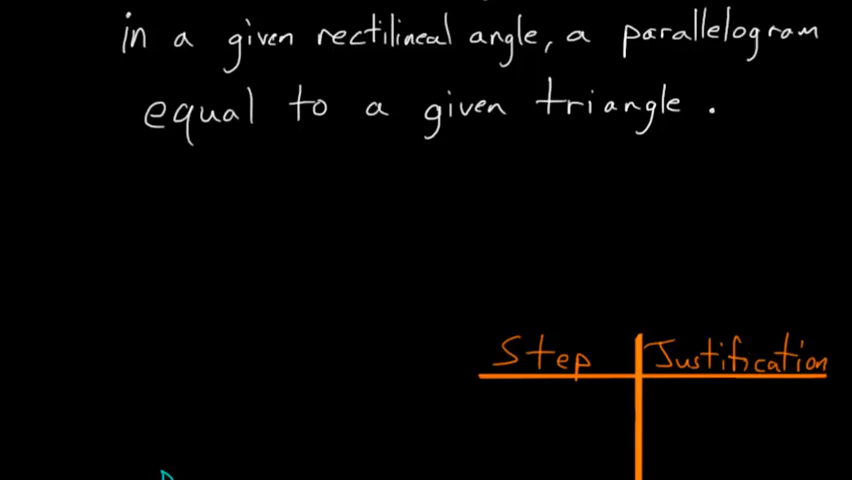 in a given rectilineal angle, a parallelogram
equal to a given triangle.
Step Justification